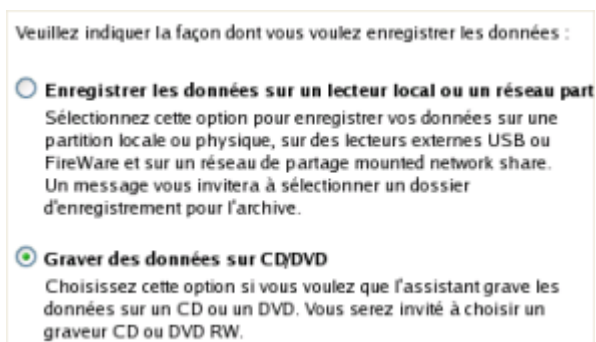 Veuillez indiquer la façon dont vous voulez enregistrer les données :
Enregistrer les données sur un lecteur local ou un réseau part
Sélectionnez cette option pour enregistrer vos données sur une
partition locale ou physique, sur des lecteurs externes USB ou
FireWare et sur un réseau de partage mounted network share.
Un message vous invitera à sélectionner un dossier
d'enregistrement pour l'archive.
Graver des données sur CD/DVD
Choisissez cette option si vous voulez que l'assistant grave les
données sur un CD ou un DVD. Vous serez invité à choisir un
graveur CD ou DVD RW.